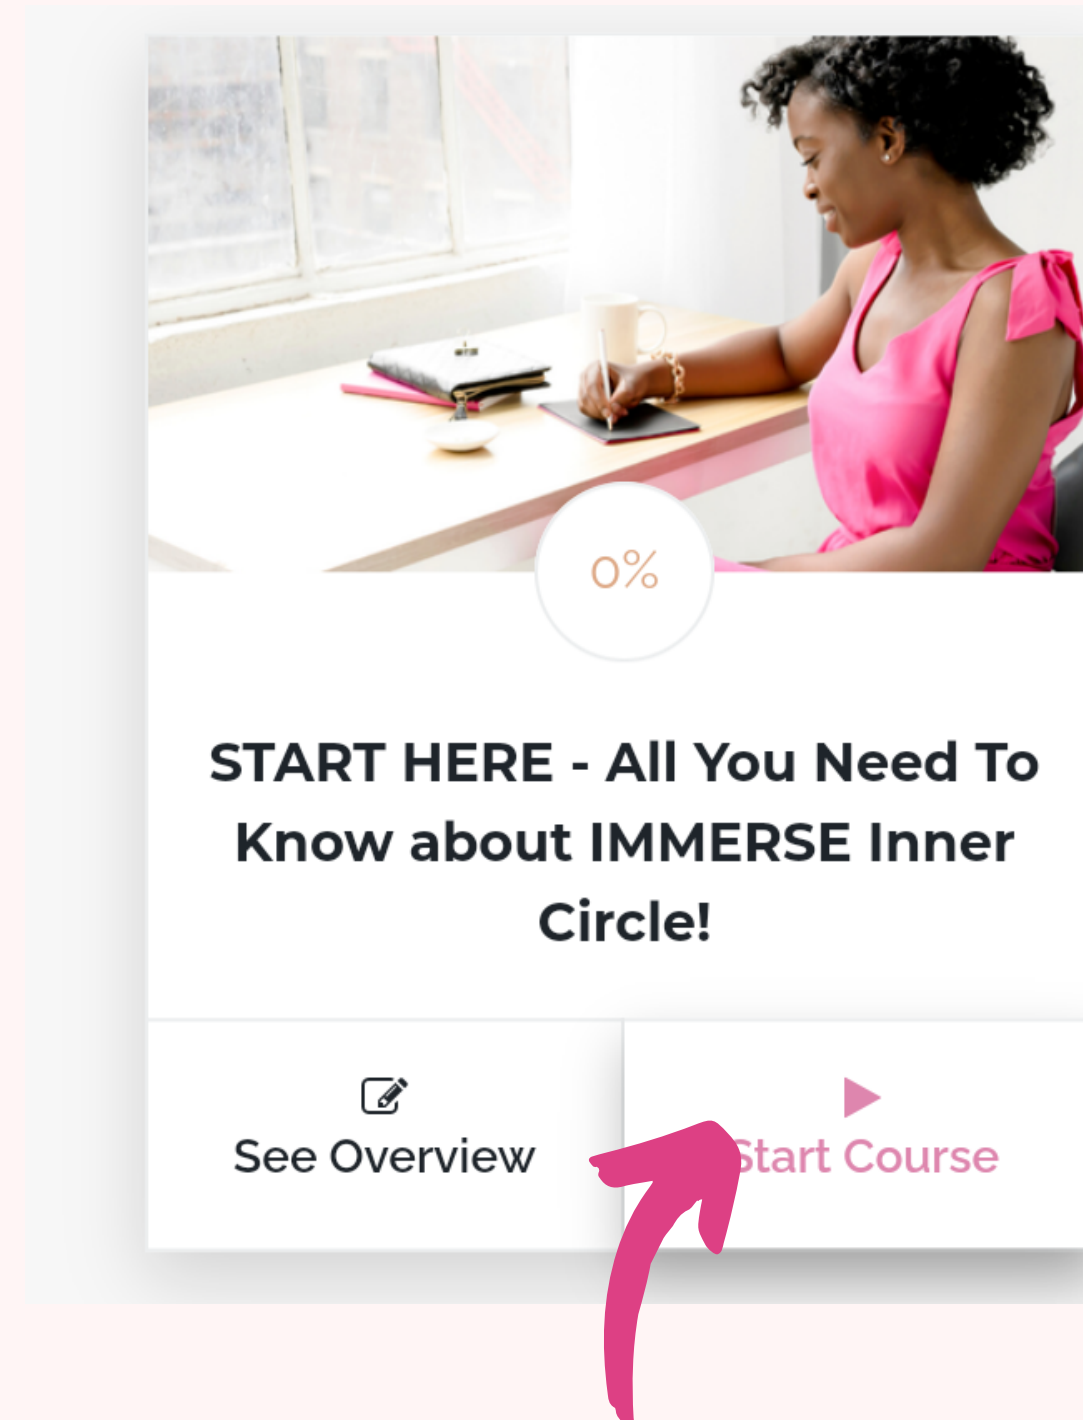 0%
START HERE - All You Need To
Know about IMMERSE Inner
Circle!
See Overview
Start Course